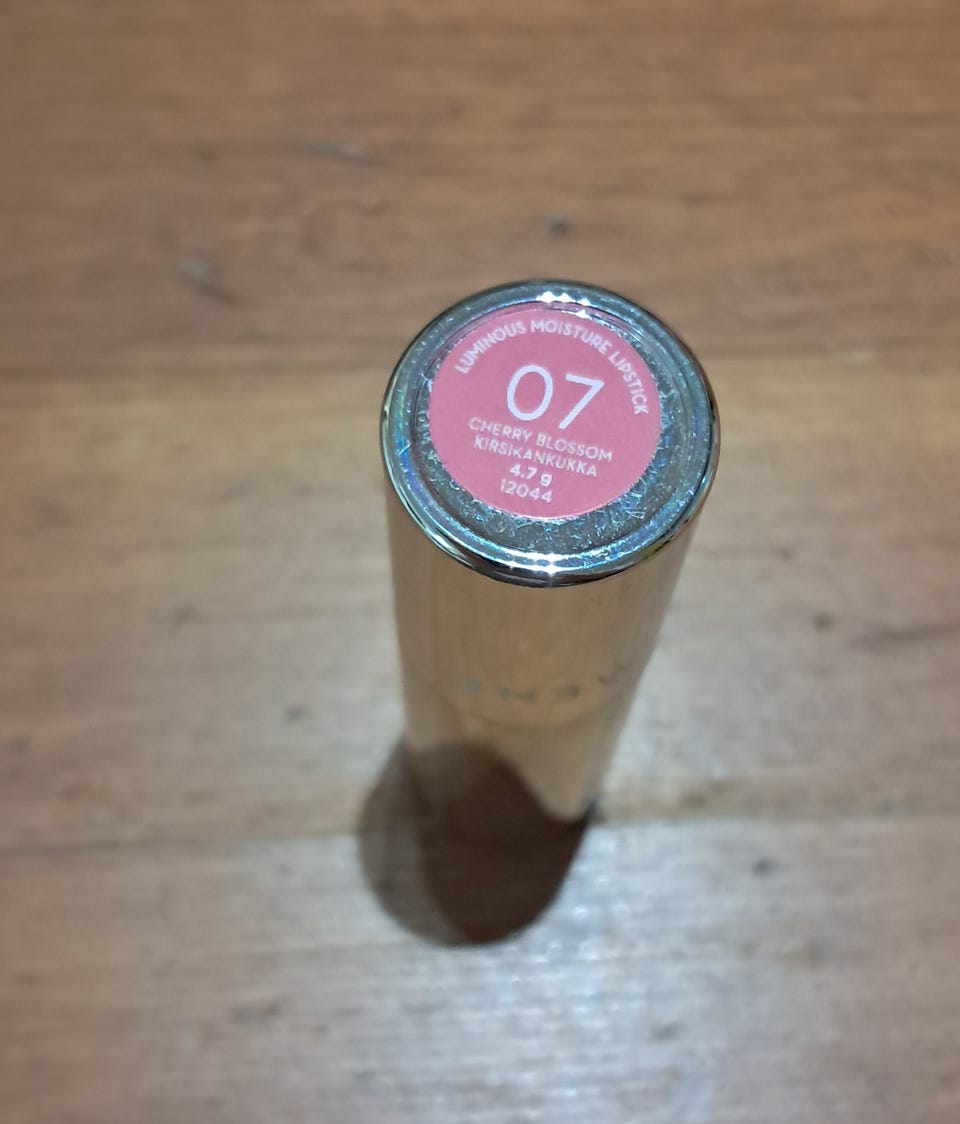 LUMINOUS MOISTURE LIPSTICK
07
CHERRY BLOSSOM
KIRSIKANKUKKA
4.7 g
12044